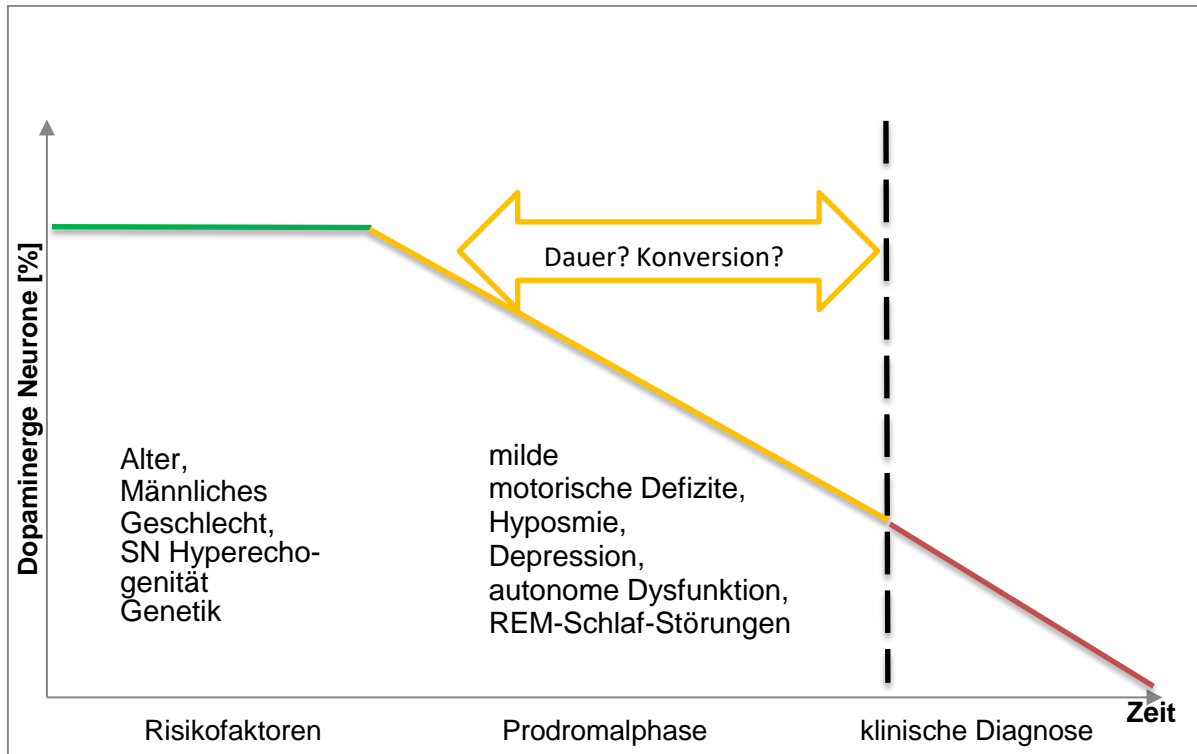 Dopaminerge Neurone [%]
Dauer? Konversion?
Alter,
Männliches
Geschlecht,
SN Hyperecho-
genität
Genetik
milde
motorische Defizite,
Hyposmie,
Depression,
autonome Dysfunktion,
REM-Schlaf-Störungen
Zeit
Risikofaktoren
Prodromalphase
klinische Diagnose